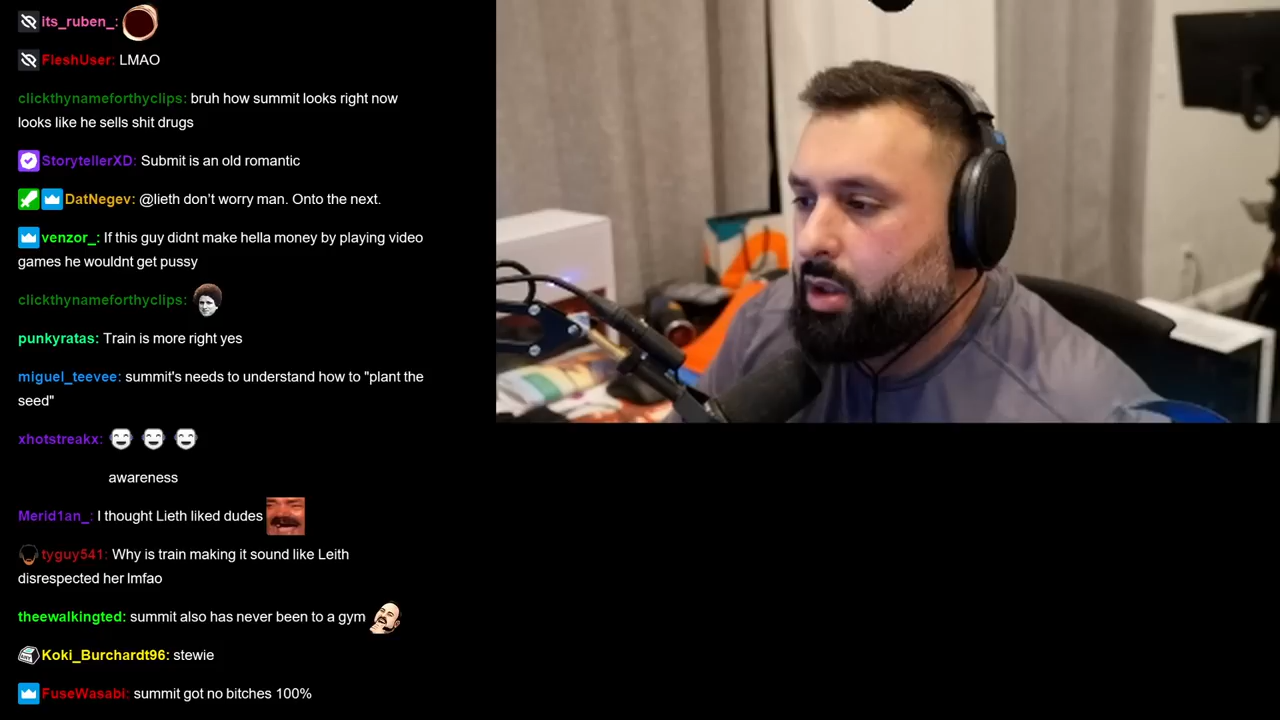 its_ruben_:
FleshUser: LMAO
clickthynameforthyclips: bruh how summit looks right now
looks like he sells shit drugs
StorytellerXD: Submit is an old romantic
DatNegev: @lieth don’t worry man. Onto the next.
venzor_: If this guy didnt make hella money by playing video
games he wouldnt get pussy
clickthynameforthyclips:
punkyratas: Train is more right yes
miguel_teevee: summit's needs to understand how to "plant the
seed"
xhotstreakx:
awareness
Merid1an_: I thought Lieth liked dudes
tyguy541: Why is train making it sound like Leith
disrespected her lmfao
theewalkingted: summit also has never been to a gym
Koki_Burchardt96: stewie
FuseWasabi: summit got no bitches 100%